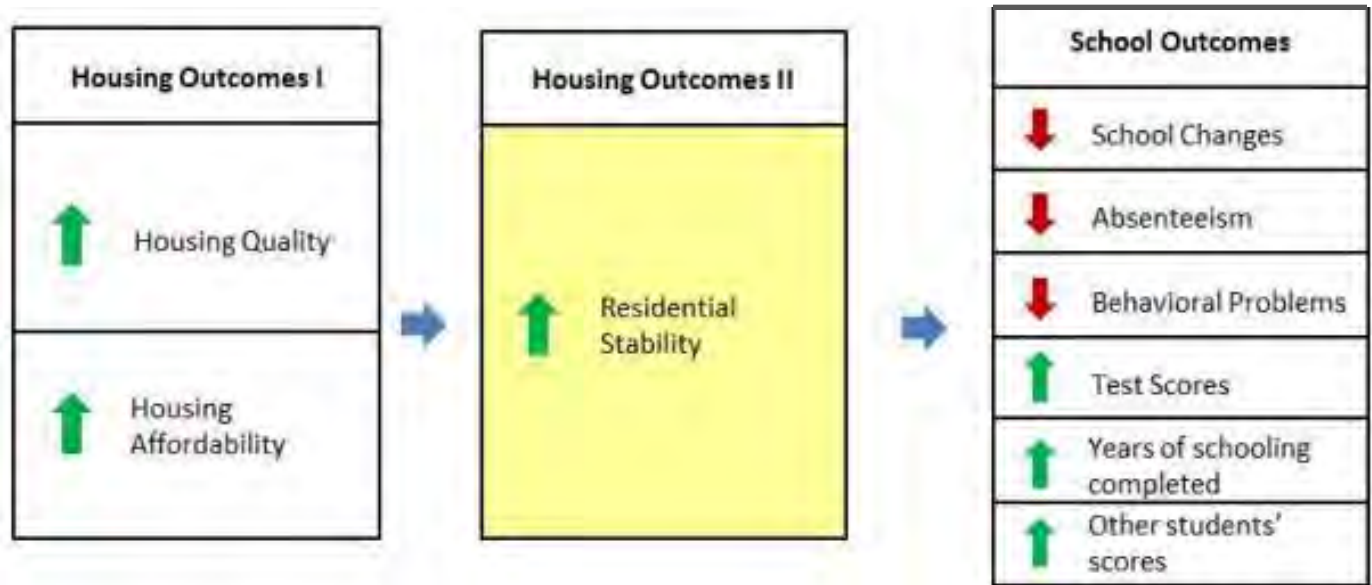 Housing Outcomes I
Housing Quality
Housing
Affordability
Housing Outcomes II
Residential
Stability
School Outcomes
School Changes
Absenteeism
Behavioral Problems
Test Scores
Years of schooling
completed
Other students'
scores